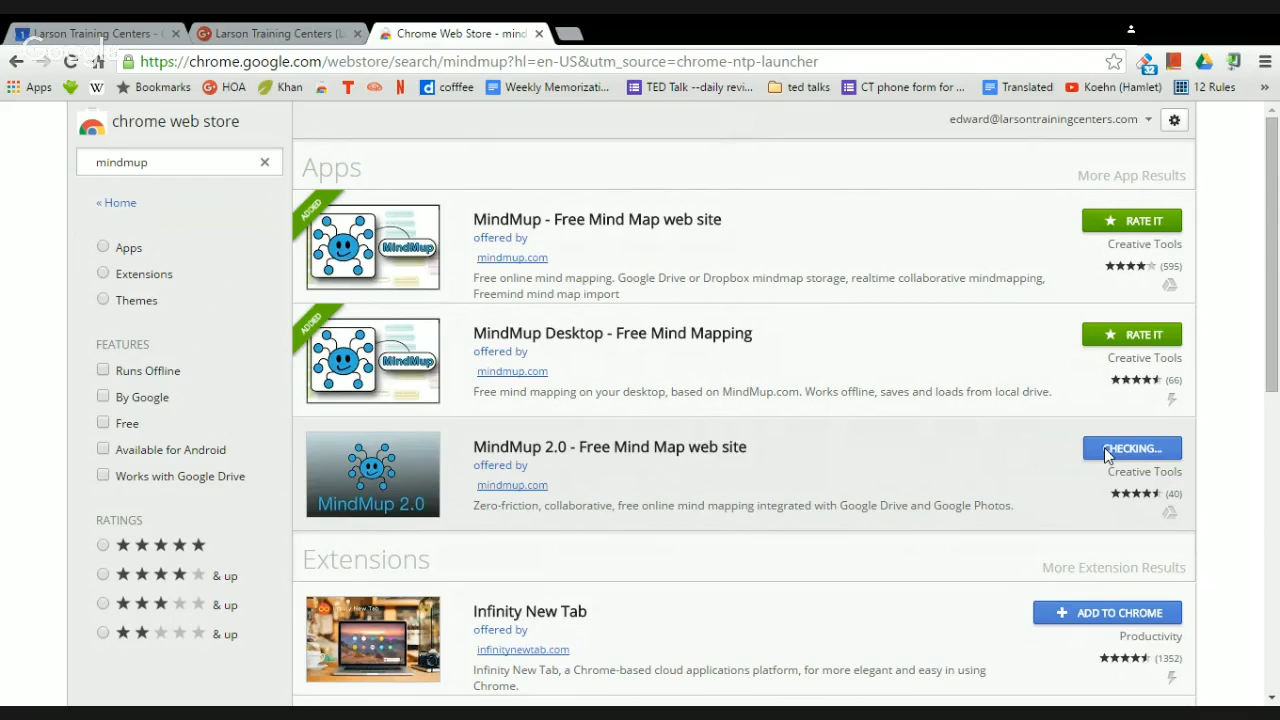 Larson Training Centers -
Larson Training Centers (L
Chrome Web Store - mind
Google
https://chrome.google.com/webstore/search/mindmup?hl=en-US&utm_source=chrome-ntp-launcher
32
Apps
W
Bookmarks
HOA
Khan
T
N
cofffee
Weekly Memorizati...
TED Talk --daily revi...
ted talks
CT phone form for ...
Translated
Koehn (Hamlet)
12 Rules
»
chrome web store
edward@larsontrainingcenters.com
mindmup
« Home
Apps
Extensions
Themes
FEATURES
Runs Offline
By Google
Free
Available for Android
Works with Google Drive
RATINGS
& up
& up
& up
Apps
More App Results
ADDED
MindMup
MindMup - Free Mind Map web site
offered by
mindmup.com
Free online mind mapping. Google Drive or Dropbox mindmap storage, realtime collaborative mindmapping,
Freemind mind map import
RATE IT
Creative Tools
(595)
ADDED
MindMup
MindMup Desktop - Free Mind Mapping
offered by
mindmup.com
Free mind mapping on your desktop, based on MindMup.com. Works offline, saves and loads from local drive.
RATE IT
Creative Tools
(66)
MindMup 2.0
MindMup 2.0 - Free Mind Map web site
offered by
mindmup.com
Zero-friction, collaborative, free online mind mapping integrated with Google Drive and Google Photos.
CHECKING...
Creative Tools
(40)
Extensions
More Extension Results
Infinity New Tab
Infinity New Tab
offered by
infinitynewtab.com
Infinity New Tab, a Chrome-based cloud applications platform, for more elegant and easy in using
Chrome.
ADD TO CHROME
Productivity
(1352)